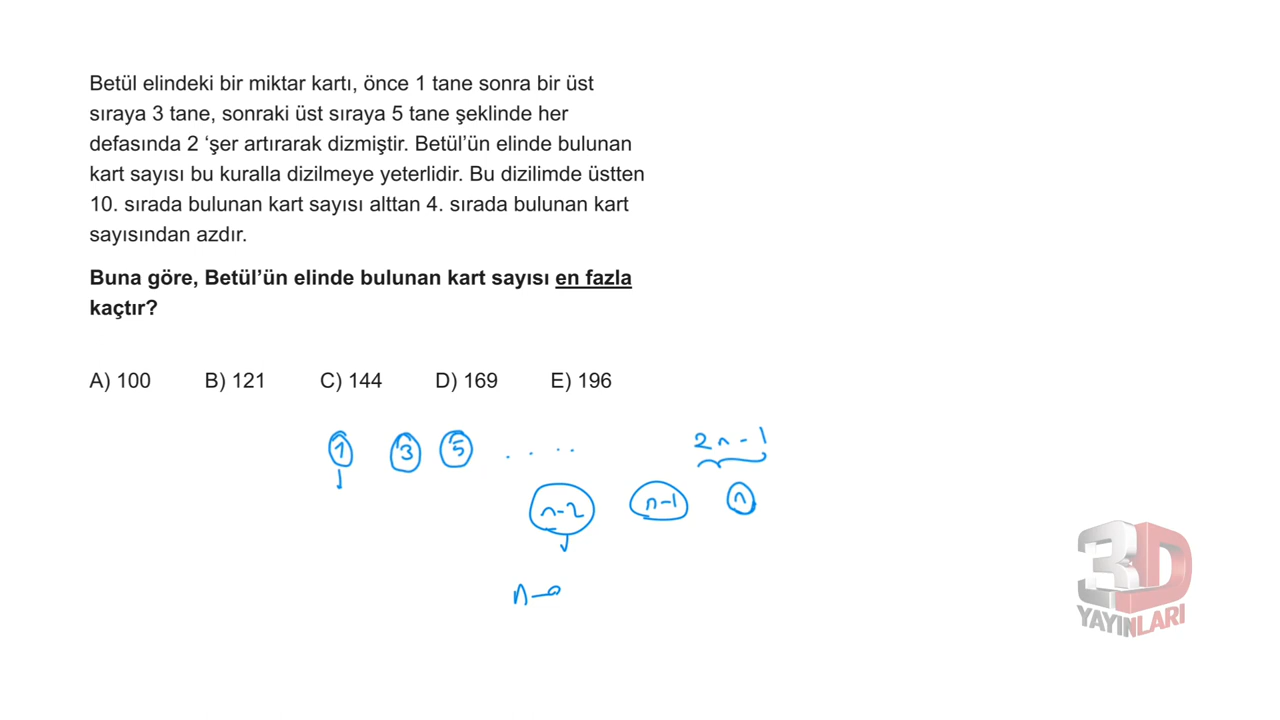 Betül elindeki bir miktar kartı, önce 1 tane sonra bir üst
sıraya 3 tane, sonraki üst sıraya 5 tane şeklinde her
defasında 2 ‘şer artırarak dizmiştir. Betül’ün elinde bulunan
kart sayısı bu kuralla dizilmeye yeterlidir. Bu dizilimde üstten
10. sırada bulunan kart sayısı alttan 4. sırada bulunan kart
sayısından azdır.
Buna göre, Betül’ün elinde bulunan kart sayısı en fazla
kaçtır?
A) 100 B) 121 C) 144 D) 169 E) 196
1 3 5 . . . . 2n-1
n-2 n-1 n
n-
3D
YAYINLARI